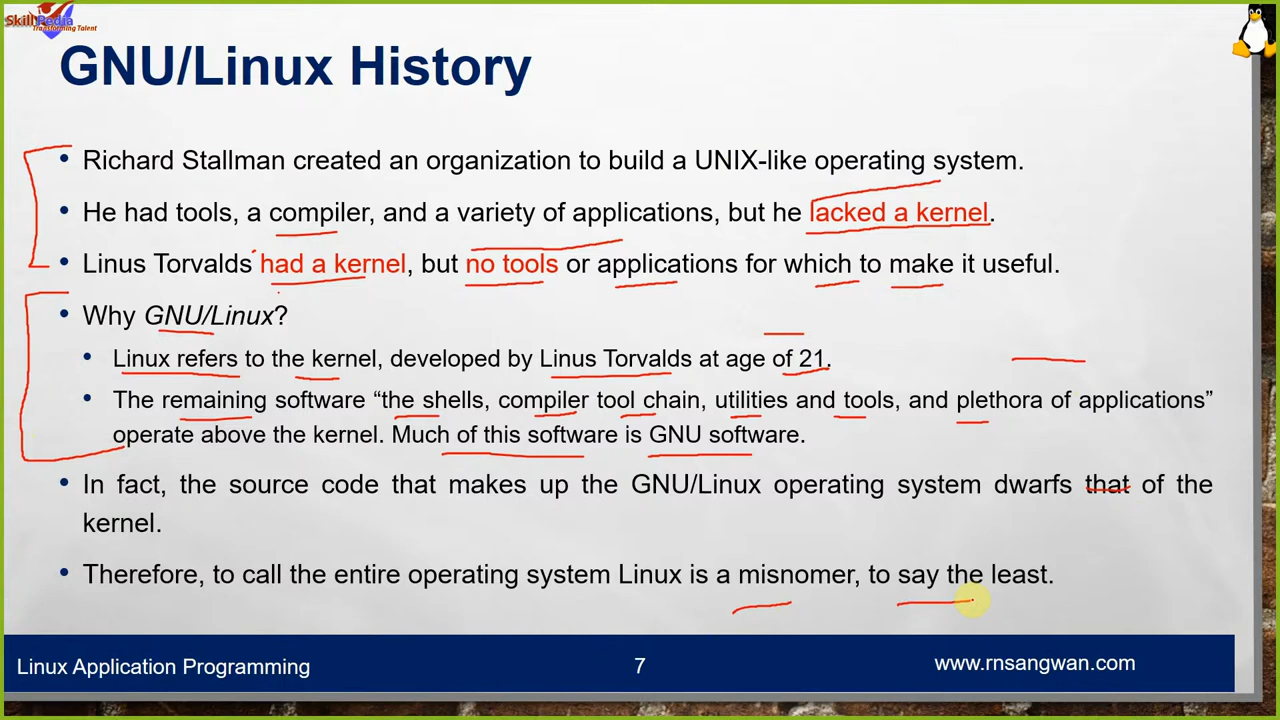 Skill Pedia
Transforming Talent
GNU/Linux History
• Richard Stallman created an organization to build a UNIX-like operating system.
• He had tools, a compiler, and a variety of applications, but he lacked a kernel.
• Linus Torvalds had a kernel, but no tools or applications for which to make it useful.
• Why GNU/Linux?
• Linux refers to the kernel, developed by Linus Torvalds at age of 21.
• The remaining software “the shells, compiler tool chain, utilities and tools, and plethora of applications”
operate above the kernel. Much of this software is GNU software.
• In fact, the source code that makes up the GNU/Linux operating system dwarfs that of the
kernel.
• Therefore, to call the entire operating system Linux is a misnomer, to say the least.
Linux Application Programming
7
www.rnsangwan.com